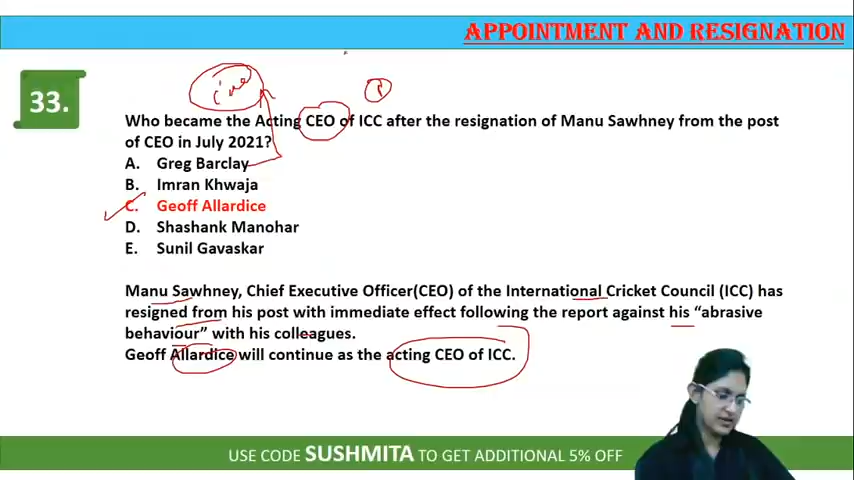 APPOINTMENT AND RESIGNATION
33.
Who became the Acting CEO of ICC after the resignation of Manu Sawhney from the post
of CEO in July 2021?
A. Greg Barclay
B. Imran Khwaja
C. Geoff Allardice
D. Shashank Manohar
E. Sunil Gavaskar
Manu Sawhney, Chief Executive Officer(CEO) of the International Cricket Council (ICC) has
resigned from his post with immediate effect following the report against his “abrasive
behaviour” with his colleagues.
Geoff Allardice will continue as the acting CEO of ICC.
USE CODE SUSHMITA TO GET ADDITIONAL 5% OFF